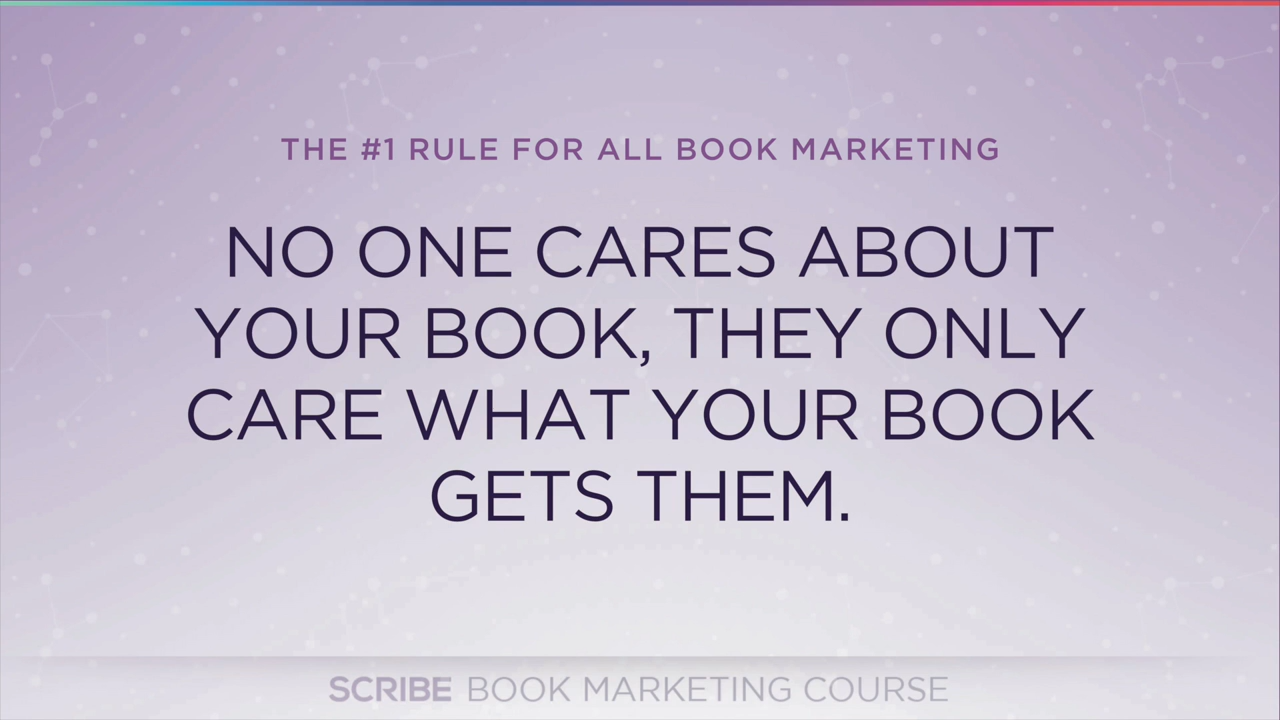 THE #1 RULE FOR ALL BOOK MARKETING
NO ONE CARES ABOUT
YOUR BOOK, THEY ONLY
CARE WHAT YOUR BOOK
GETS THEM.
SCRIBE BOOK MARKETING COURSE